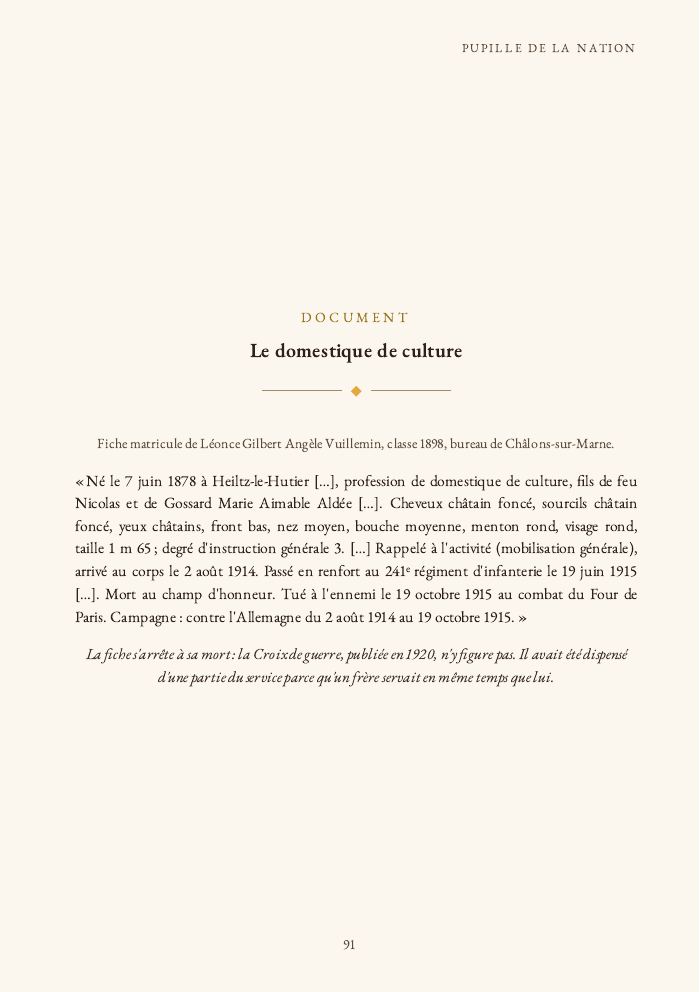 PUPILLE DE LA NATION
DOCUMENT
Le domestique de culture
Fiche matricule de Léonce Gilbert Angèle Vuillemin, classe 1898, bureau de Châlons-sur-Marne.
« Né le 7 juin 1878 à Heiltz-le-Hutier [...], profession de domestique de culture, fils de feu
Nicolas et de Gossard Marie Aimable Aldée [...]. Cheveux châtain foncé, sourcils châtain
foncé, yeux châtains, front bas, nez moyen, bouche moyenne, menton rond, visage rond,
taille 1 m 65 ; degré d'instruction générale 3. [...] Rappelé à l'activité (mobilisation générale),
arrivé au corps le 2 août 1914. Passé en renfort au 241e régiment d'infanterie le 19 juin 1915
[...]. Mort au champ d'honneur. Tué à l'ennemi le 19 octobre 1915 au combat du Four de
Paris. Campagne : contre l'Allemagne du 2 août 1914 au 19 octobre 1915. »
La fiche s'arrête à sa mort : la Croix de guerre, publiée en 1920, n'y figure pas. Il avait été dispensé
d'une partie du service parce qu'un frère servait en même temps que lui.
91